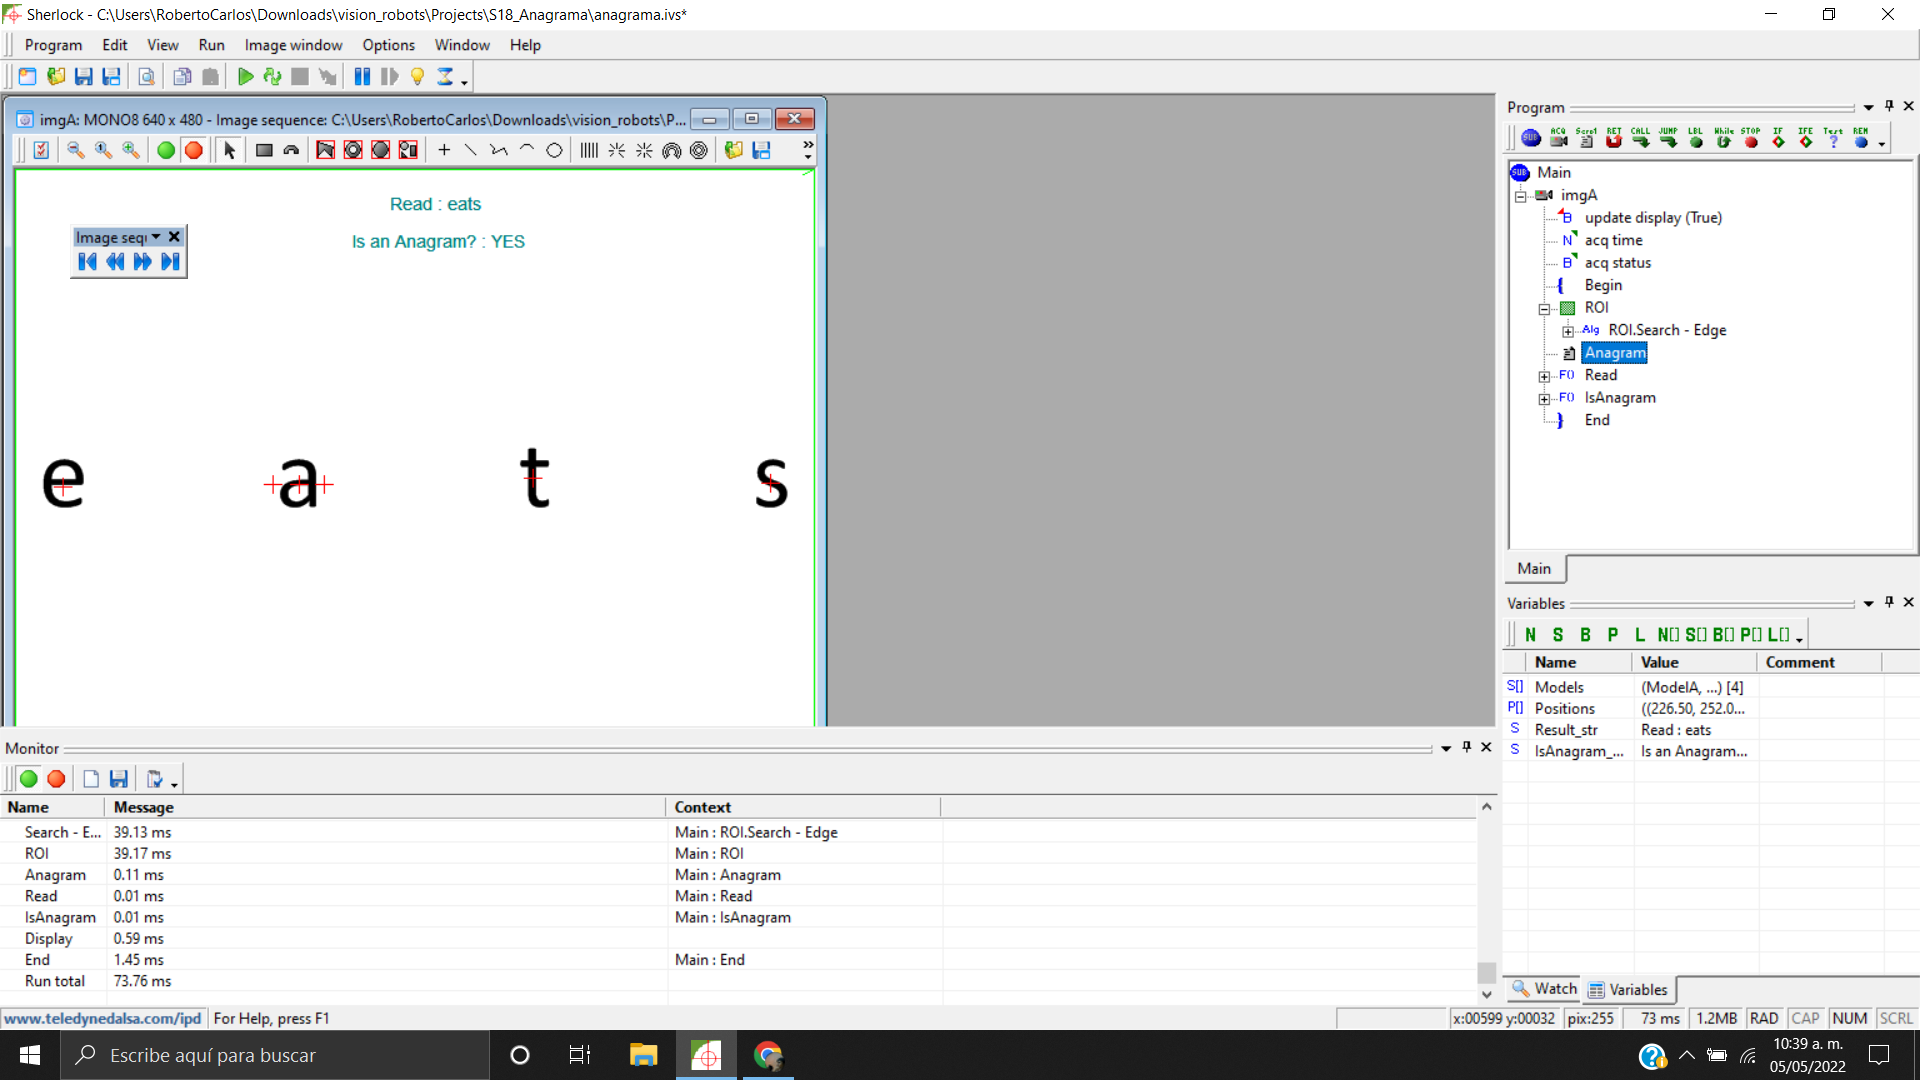 Sherlock - C:\Users\RobertoCarlos\Downloads\vision_robots\Projects\S18_Anagrama\anagrama.ivs*
Program Edit View Run Image window Options Window Help
imgA: MONO8 640 x 480 - Image sequence: C:\Users\RobertoCarlos\Downloads\vision_robots\P...
Read : eats
Is an Anagram? : YES
Image seq
e a t s
Program
SUB ACQ Script RET CALL JUMP LBL While STOP IF IFE Test REM
SUB Main
imgA
B update display (True)
N acq time
B acq status
{ Begin
ROI
Alg ROI.Search - Edge
Anagram
F() Read
F() IsAnagram
} End
Main
Variables
N S B P L N[] S[] B[] P[] L[]
Name Value Comment
S[] Models (ModelA, ...) [4]
P[] Positions ((226.50, 252.0...
S Result_str Read : eats
S IsAnagram_... Is an Anagram...
Watch Variables
Monitor
Name Message Context
Search - E... 39.13 ms Main : ROI.Search - Edge
ROI 39.17 ms Main : ROI
Anagram 0.11 ms Main : Anagram
Read 0.01 ms Main : Read
IsAnagram 0.01 ms Main : IsAnagram
Display 0.59 ms
End 1.45 ms Main : End
Run total 73.76 ms
www.teledynedalsa.com/ipd For Help, press F1
x:00599 y:00032 pix:255 73 ms 1.2MB RAD CAP NUM SCRL
Escribe aquí para buscar
10:39 a. m.
05/05/2022